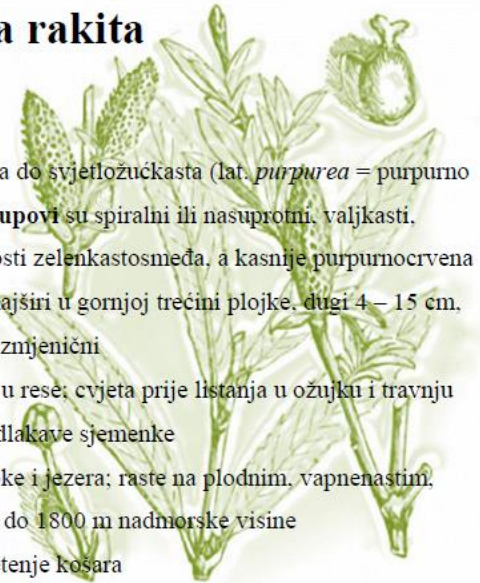 a rakita
a do svjetložućkasta (lat. purpurea = purpurno
upovi su spiralni ili nasuprotni, valjkasti,
osti zelenkastosmeđa, a kasnije purpurnocrvena
ajširi u gornjoj trećini plojke, dugi 4 – 15 cm,
zmjenični
u rese; cvjeta prije listanja u ožujku i travnju
dlakave sjemenke
ke i jezera; raste na plodnim, vapnenastim,
do 1800 m nadmorske visine
tenje košara